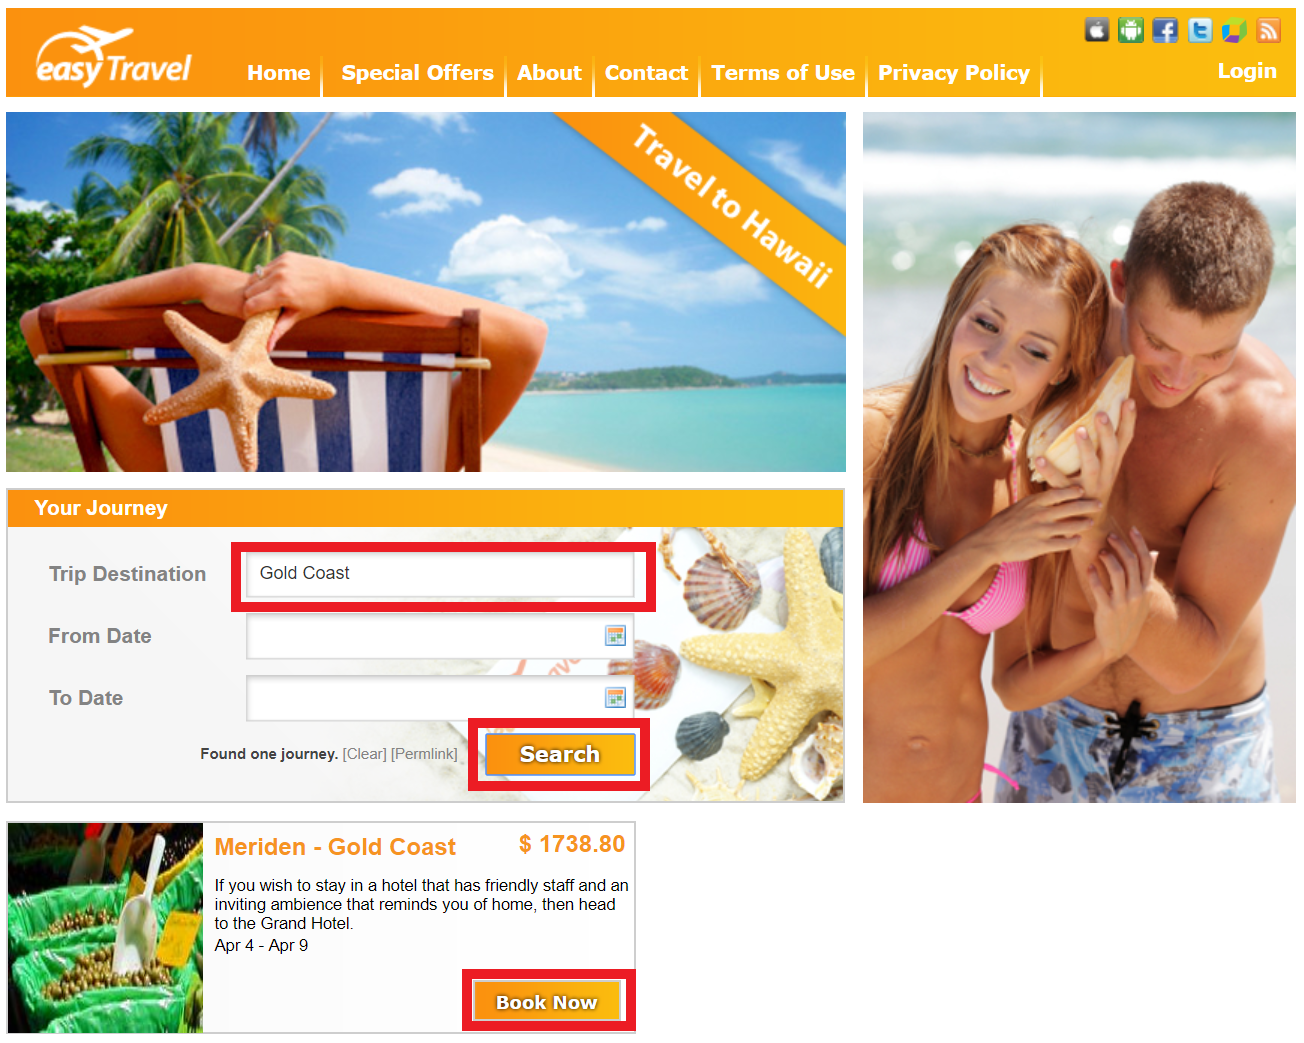 easyTravel
Home
Special Offers
About
Contact
Terms of Use
Privacy Policy
Login
Travel to Hawaii
Your Journey
Trip Destination
Gold Coast
From Date
To Date
Found one journey. [Clear] [Permlink]
Search
Meriden - Gold Coast
$ 1738.80
If you wish to stay in a hotel that has friendly staff and an
inviting ambience that reminds you of home, then head
to the Grand Hotel.
Apr 4 - Apr 9
Book Now